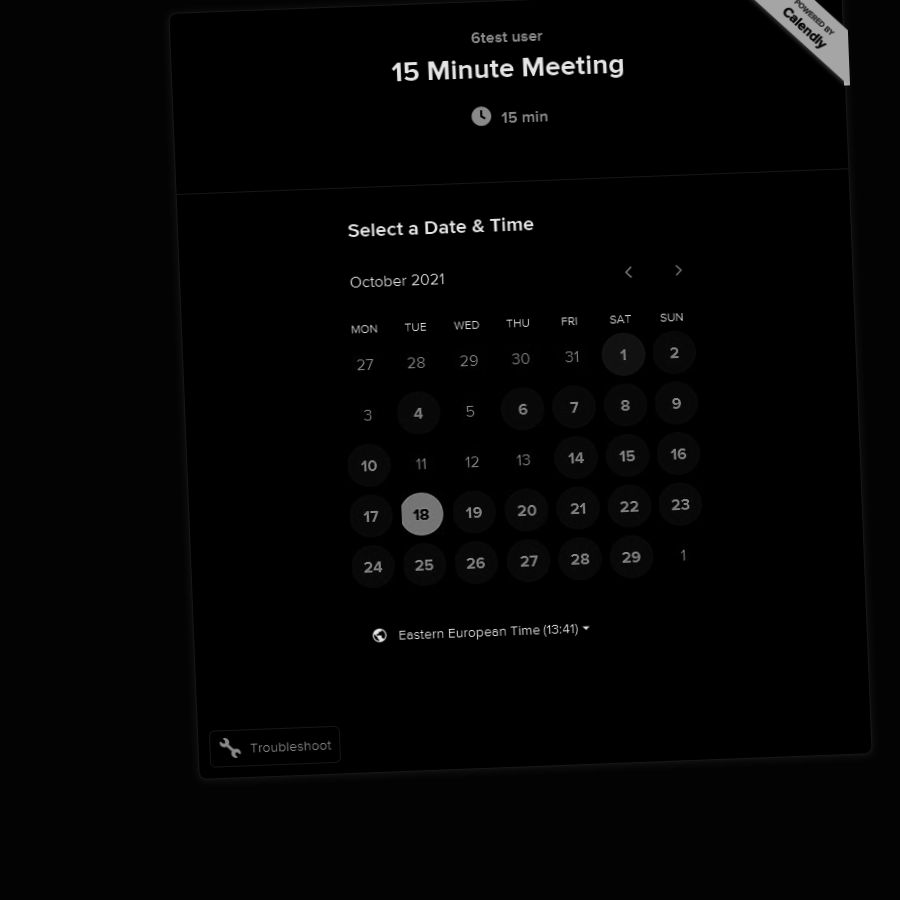 POWERED BY
Calendly
6test user
15 Minute Meeting
15 min
Select a Date & Time
October 2021
MON TUE WED THU FRI SAT SUN
27 28 29 30 31 1 2
3 4 5 6 7 8 9
10 11 12 13 14 15 16
17 18 19 20 21 22 23
24 25 26 27 28 29 1
Eastern European Time (13:41)
Troubleshoot